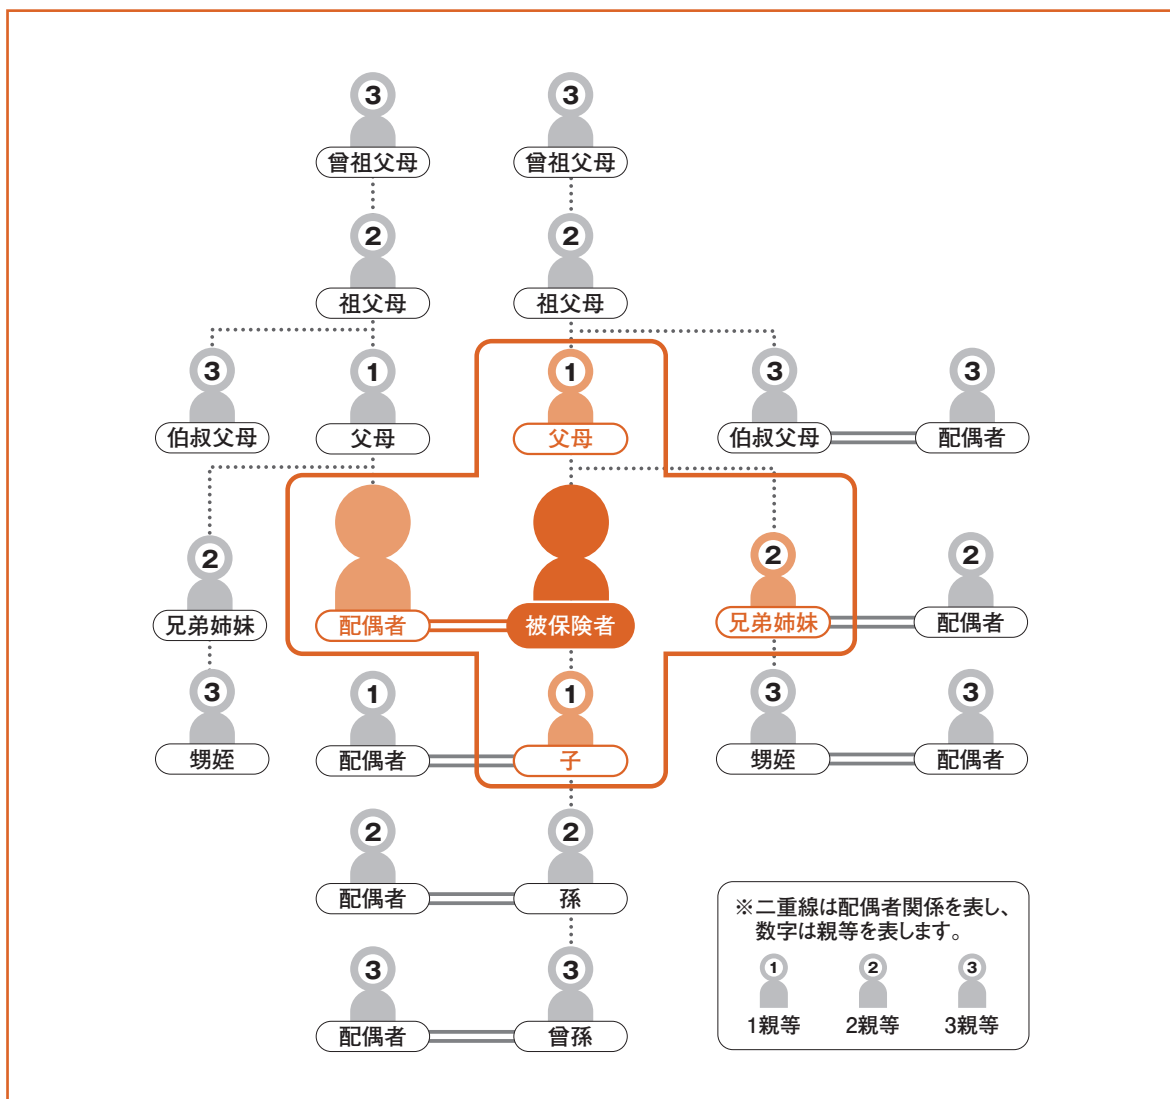 3
3
曾祖父母
曾祖父母
2
2
祖父母
祖父母
3
1
1
3
3
伯叔父母
父母
父母
伯叔父母
配偶者
2
2
2
兄弟姉妹
配偶者
被保険者
兄弟姉妹
配偶者
3
1
1
3
3
甥姪
配偶者
子
甥姪
配偶者
2
2
配偶者
孫
3
3
配偶者
曾孫
※二重線は配偶者関係を表し、
数字は親等を表します。
1
2
3
1親等
2親等
3親等